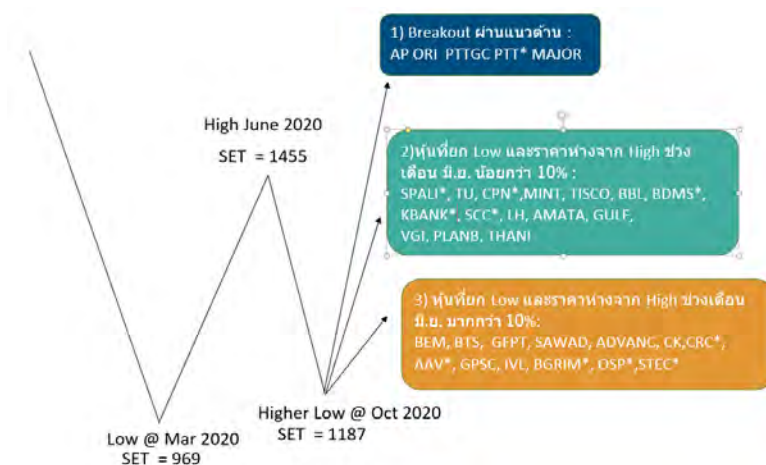 1) Breakout ผ่านแนวต้าน :
AP ORI PTTGC PTT* MAJOR
High June 2020
SET = 1455
2)หุ้นที่ยก Low และราคาห่างจาก High ช่วง
เดือน มิ.ย. น้อยกว่า 10% :
SPALI*, TU, CPN*,MINT, TISCO, BBL, BDMS*,
KBANK*, SCC*, LH, AMATA, GULF,
VGI, PLANB, THANI
3) หุ้นที่ยก Low และราคาห่างจาก High ช่วงเดือน
มิ.ย. มากกว่า 10%:
BEM, BTS, GFPT, SAWAD, ADVANC, CK,CRC*,
AAV*, GPSC, IVL, BGRIM*, OSP*,STEC*
Higher Low @ Oct 2020
SET = 1187
Low @ Mar 2020
SET = 969